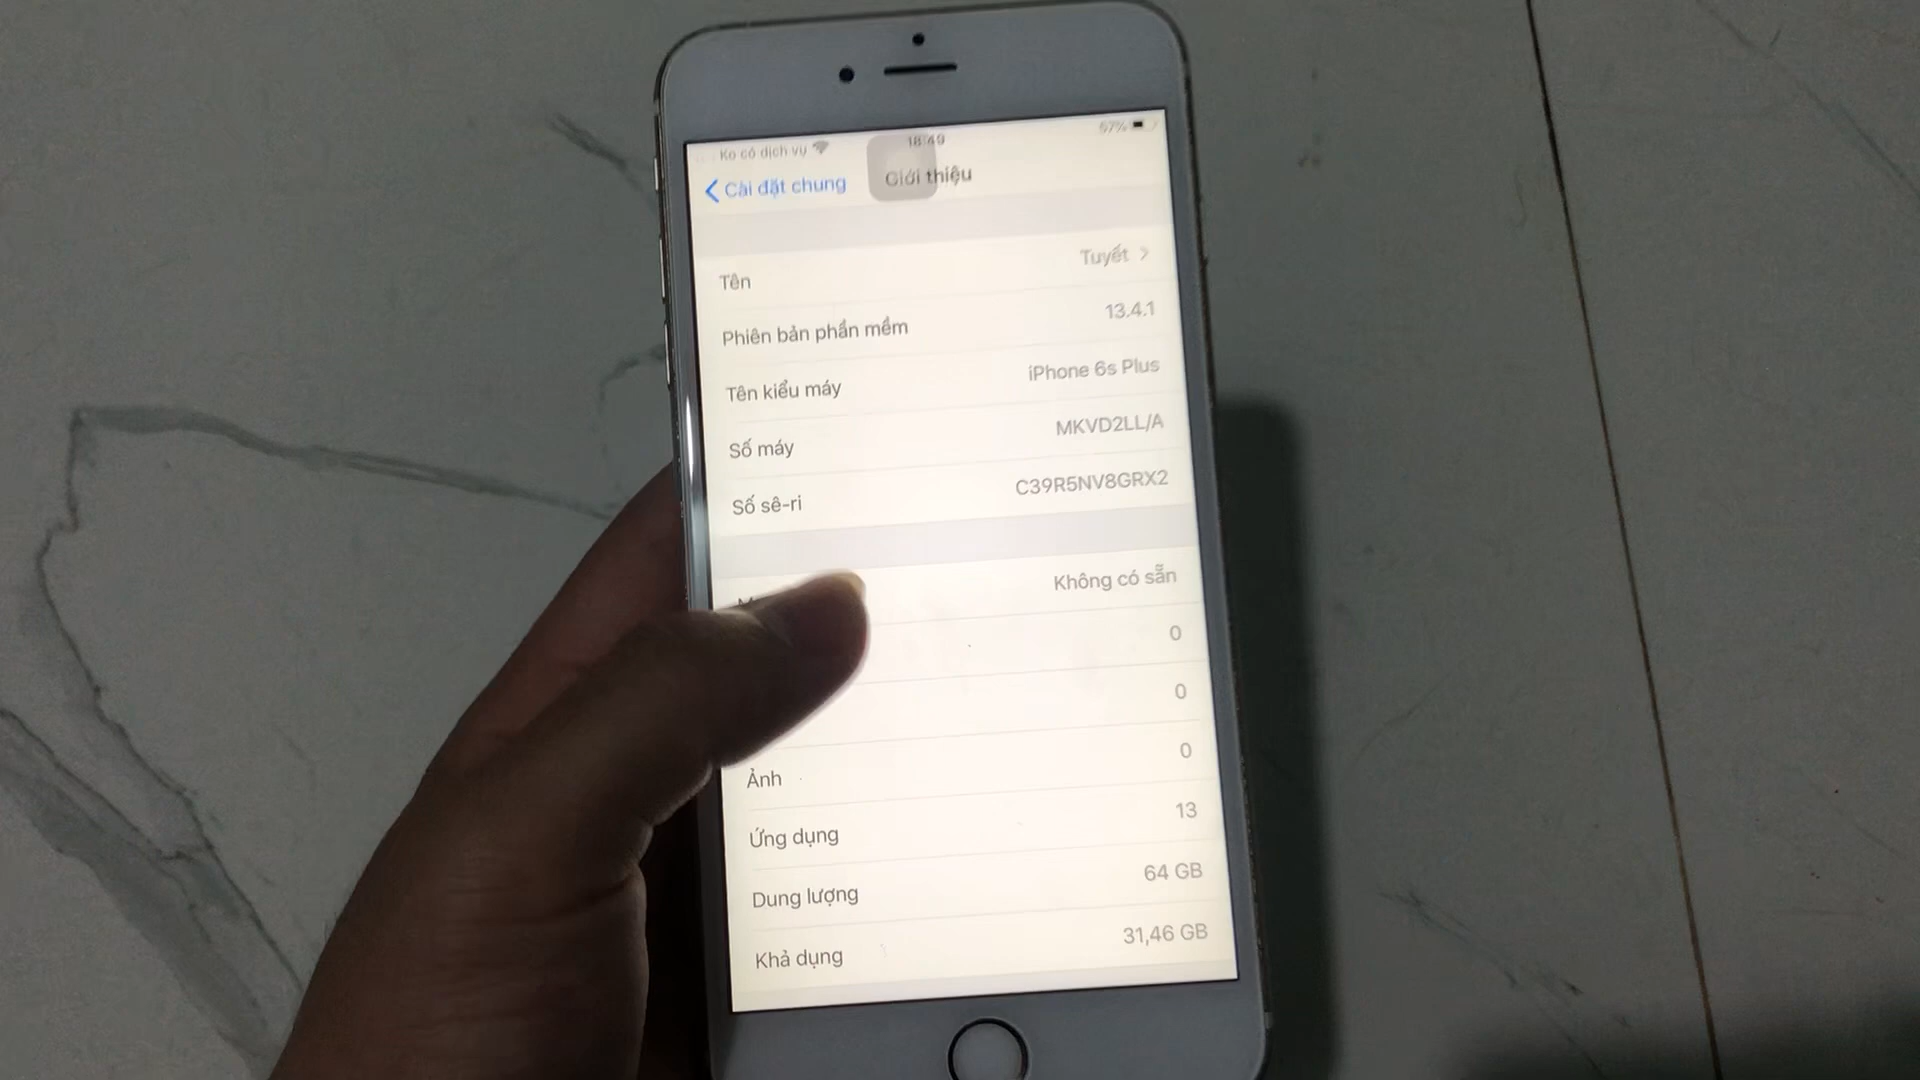 Ko có dịch vụ 18:49 57%
Cài đặt chung Giới thiệu
Tên Tuyết
Phiên bản phần mềm 13.4.1
Tên kiểu máy iPhone 6s Plus
Số máy MKVD2LL/A
Số sê-ri C39R5NV8GRX2
Không có sẵn
0
0
Ảnh 0
Ứng dụng 13
Dung lượng 64 GB
Khả dụng 31,46 GB